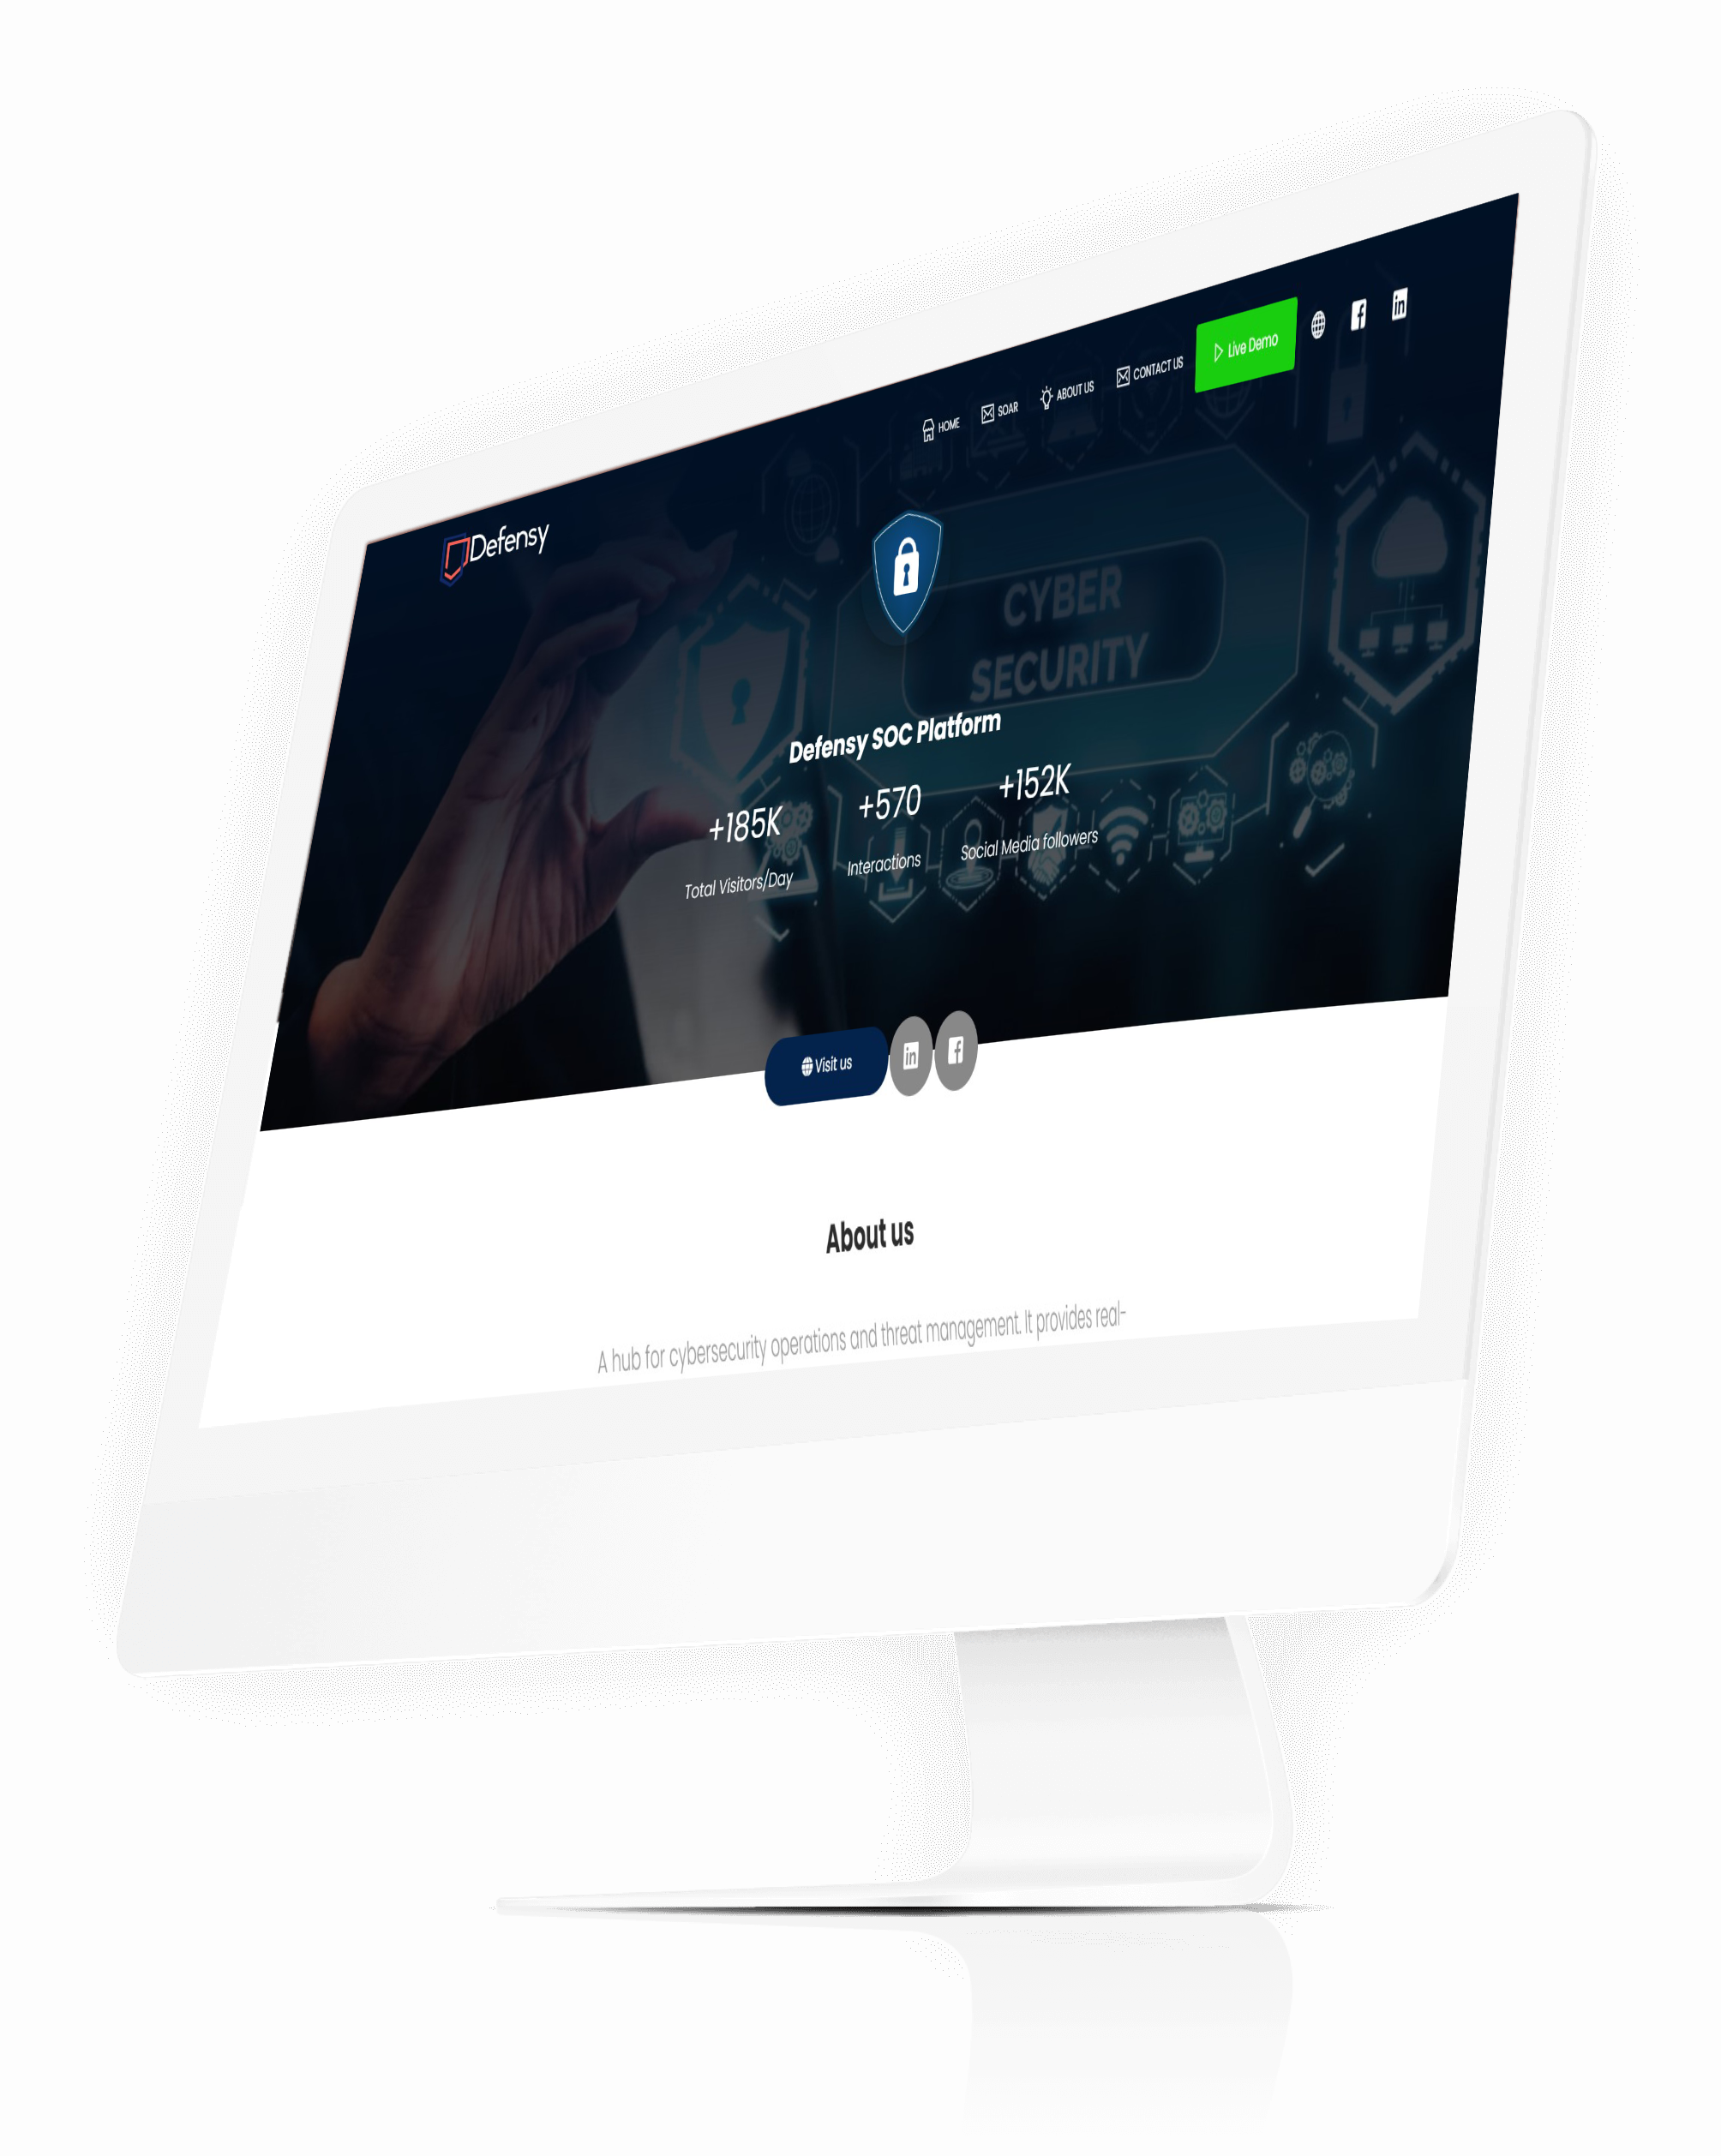 Defensy
HOME
SOAR
ABOUT US
CONTACT US
Live Demo
CYBER
SECURITY
Defensy SOC Platform
+185K
Total Visitors/Day
+570
Interactions
+152K
Social Media followers
Visit us
About us
A hub for cybersecurity operations and threat management. It provides real-